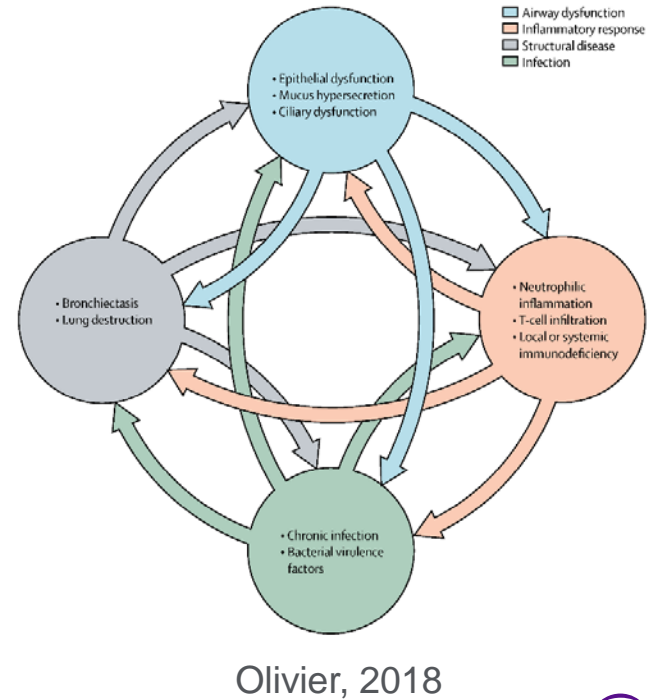 Airway dysfunction
Inflammatory response
Structural disease
Infection
• Epithelial dysfunction
• Mucus hypersecretion
• Ciliary dysfunction
• Bronchiectasis
• Lung destruction
• Neutrophilic
inflammation
• T-cell infiltration
• Local or systemic
immunodeficiency
• Chronic infection
• Bacterial virulence
factors
Olivier, 2018